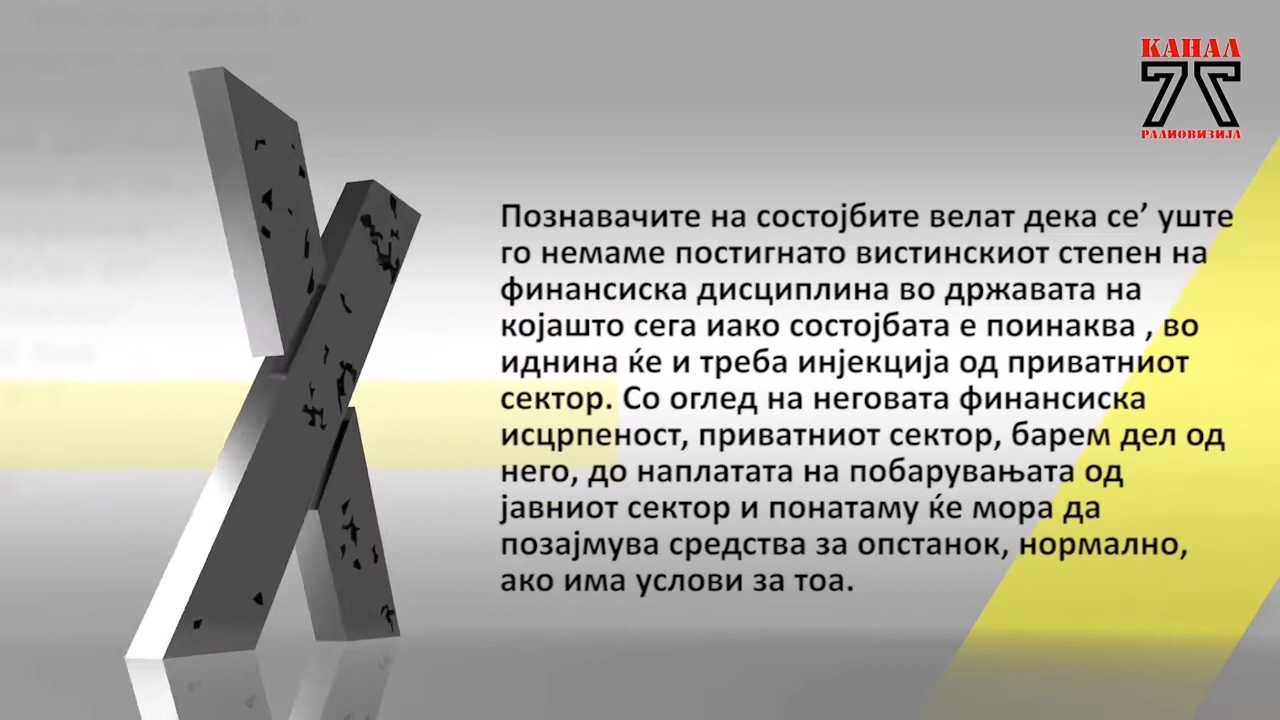 КАНАЛ
77
РАДИОВИЗИЈА
Познавачите на состојбите велат дека се’ уште
го немаме постигнато вистинскиот степен на
финансиска дисциплина во државата на
којашто сега иако состојбата е поинаква , во
иднина ќе и треба инјекција од приватниот
сектор. Со оглед на неговата финансиска
исцрпеност, приватниот сектор, барем дел од
него, до наплатата на побарувањата од
јавниот сектор и понатаму ќе мора да
позајмува средства за опстанок, нормално,
ако има услови за тоа.